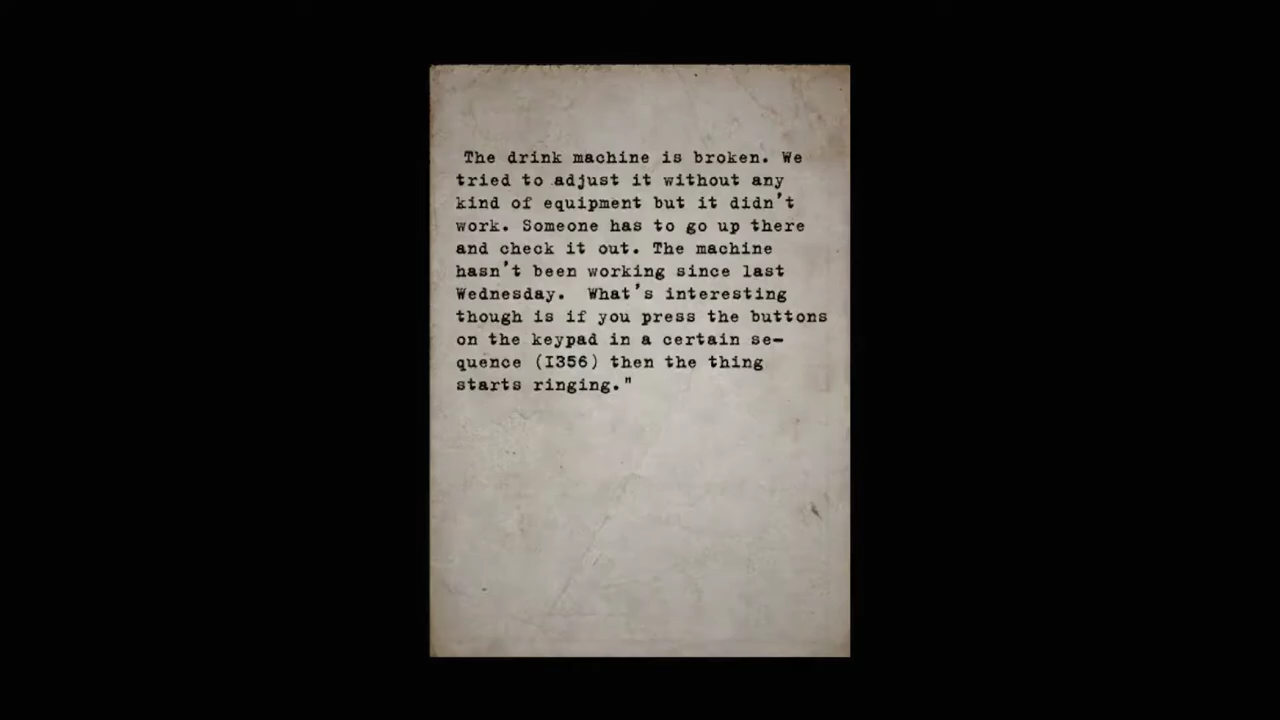 The drink machine is broken. We
tried to adjust it without any
kind of equipment but it didn't
work. Someone has to go up there
and check it out. The machine
hasn't been working since last
Wednesday.  What's interesting
though is if you press the buttons
on the keypad in a certain se-
quence (I356) then the thing
starts ringing."